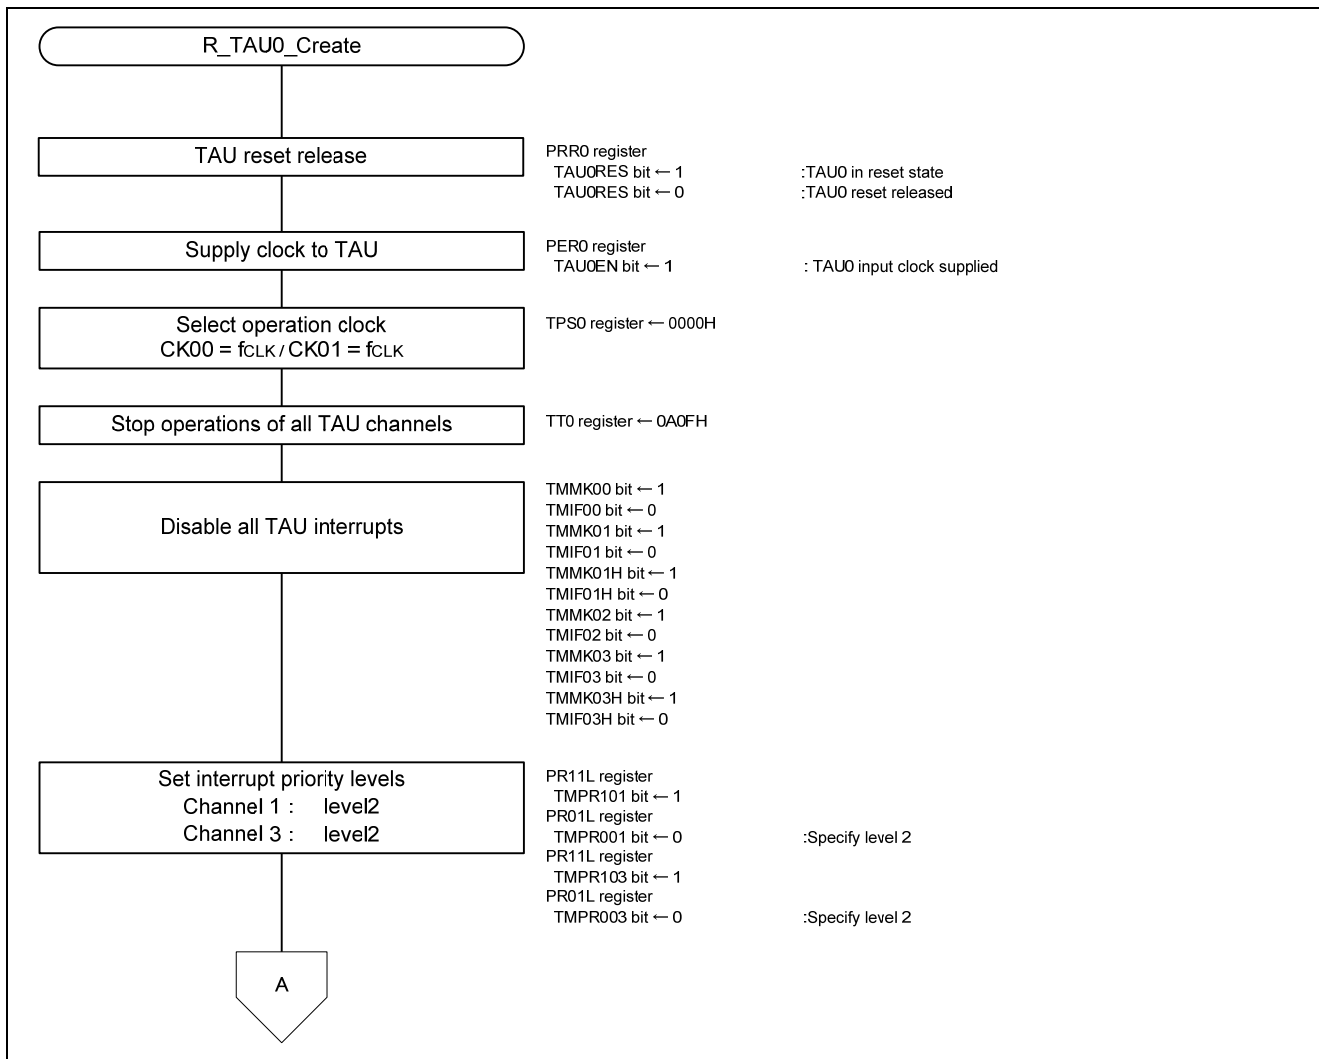 R_TAU0_Create
TAU reset release
PRR0 register
TAU0RES bit ← 1 :TAU0 in reset state
TAU0RES bit ← 0 :TAU0 reset released
Supply clock to TAU
PER0 register
TAU0EN bit ← 1 : TAU0 input clock supplied
Select operation clock
CK00 = fCLK / CK01 = fCLK
TPS0 register ← 0000H
Stop operations of all TAU channels
TT0 register ← 0A0FH
Disable all TAU interrupts
TMMK00 bit ← 1
TMIF00 bit ← 0
TMMK01 bit ← 1
TMIF01 bit ← 0
TMMK01H bit ← 1
TMIF01H bit ← 0
TMMK02 bit ← 1
TMIF02 bit ← 0
TMMK03 bit ← 1
TMIF03 bit ← 0
TMMK03H bit ← 1
TMIF03H bit ← 0
Set interrupt priority levels
Channel 1 : level2
Channel 3 : level2
PR11L register
TMPR101 bit ← 1
PR01L register
TMPR001 bit ← 0 :Specify level 2
PR11L register
TMPR103 bit ← 1
PR01L register
TMPR003 bit ← 0 :Specify level 2
A